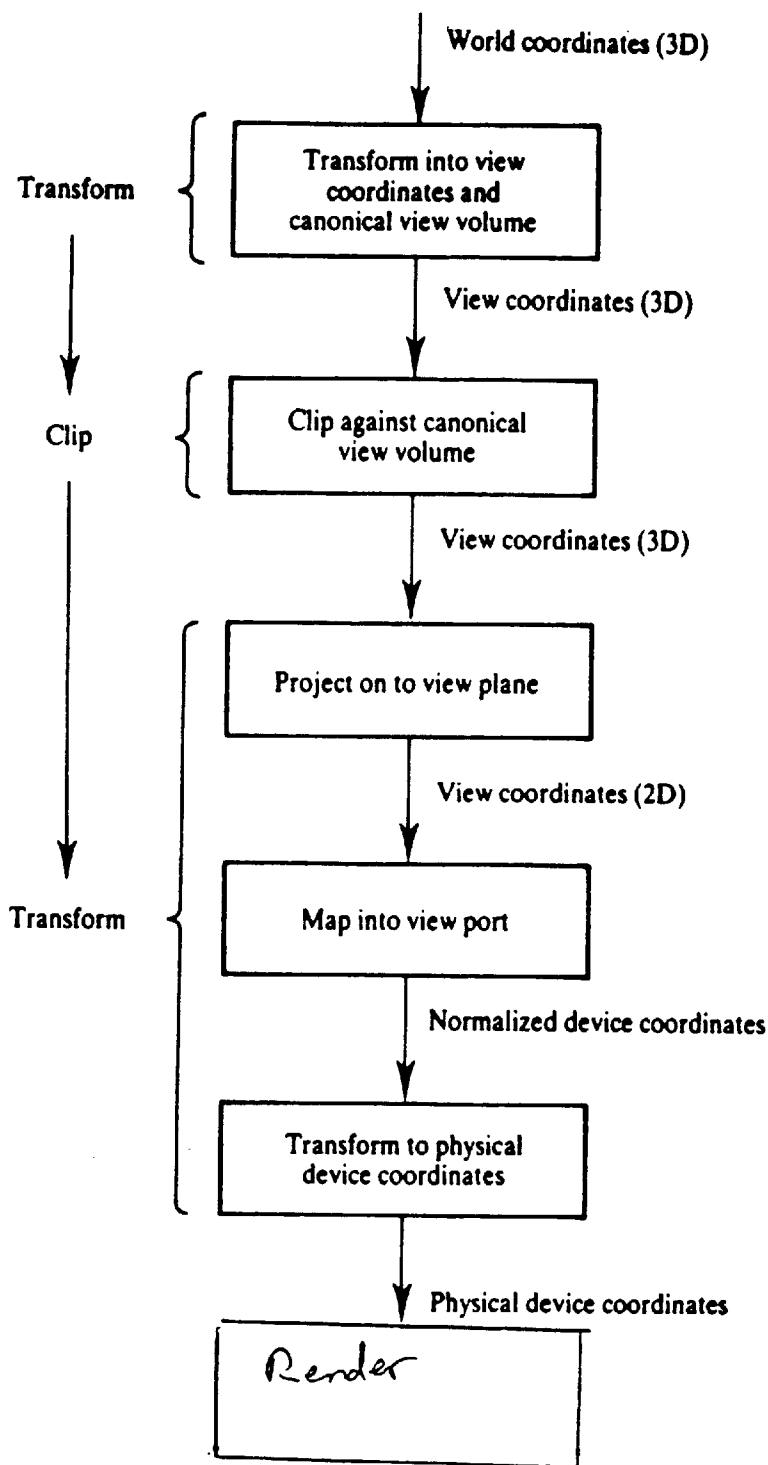 World coordinates (3D)
Transform
Transform into view
coordinates and
canonical view volume
View coordinates (3D)
Clip
Clip against canonical
view volume
View coordinates (3D)
Project on to view plane
View coordinates (2D)
Transform
Map into view port
Normalized device coordinates
Transform to physical
device coordinates
Physical device coordinates
Render